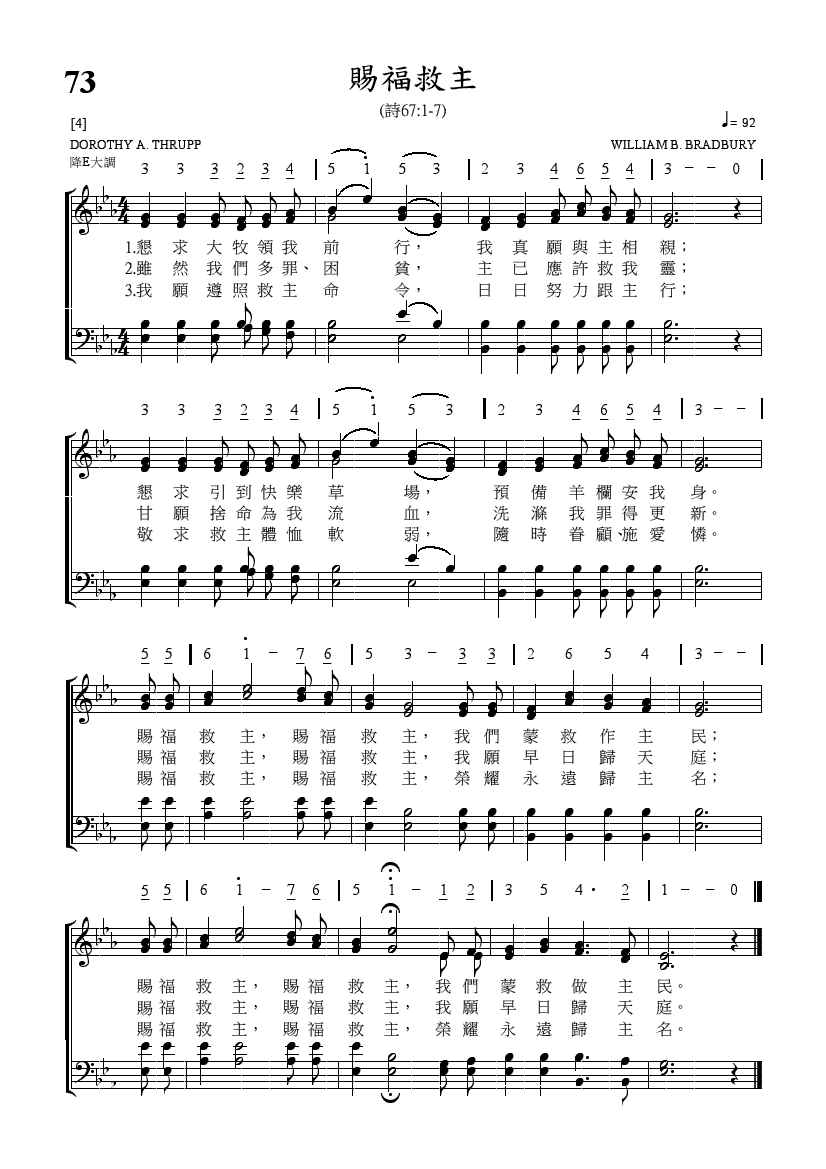 73
賜福救主
(詩67:1-7)
[4]
♩= 92
DOROTHY A. THRUPP
WILLIAM B. BRADBURY
降E大調
3 3 3 2 3 4 | 5 1 5 3 | 2 3 4 6 5 4 | 3 – – 0 |
1.懇求大牧領我前行，我真願與主相親；
2.雖然我們多罪、困貧，主已應許救我靈；
3.我願遵照救主命令，日日努力跟主行；
3 3 3 2 3 4 | 5 1 5 3 | 2 3 4 6 5 4 | 3 – – |
懇求引到快樂草場，預備羊欄安我身。
甘願捨命為我流血，洗滌我罪得更新。
敬求救主體恤軟弱，隨時眷顧、施愛憐。
5 5 | 6 1 – 7 6 | 5 3 – 3 3 | 2 6 5 4 | 3 – – |
賜福救主，賜福救主，我們蒙救作主民；
賜福救主，賜福救主，我願早日歸天庭；
賜福救主，賜福救主，榮耀永遠歸主名；
5 5 | 6 1 – 7 6 | 5 1 – 1 2 | 3 5 4 · 2 | 1 – – 0
賜福救主，賜福救主，我們蒙救做主民。
賜福救主，賜福救主，我願早日歸天庭。
賜福救主，賜福救主，榮耀永遠歸主名。